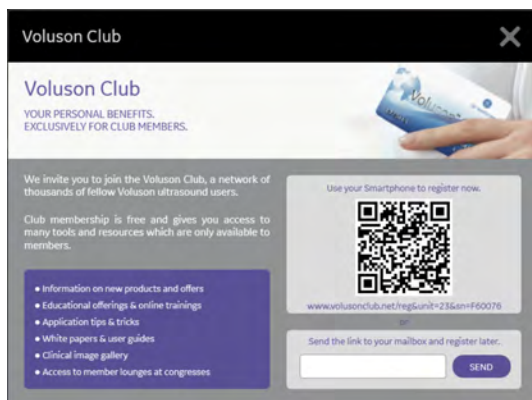 Voluson Club
Voluson Club
YOUR PERSONAL BENEFITS.
EXCLUSIVELY FOR CLUB MEMBERS.
Voluson
We invite you to join the Voluson Club, a network of
thousands of fellow Voluson ultrasound users.
Club membership is free and gives you access to
many tools and resources which are only available to
members.
• Information on new products and offers
• Educational offerings & online trainings
• Application tips & tricks
• White papers & user guides
• Clinical image gallery
• Access to member lounges at congresses
Use your Smartphone to register now.
www.volusonclub.net/reg&unit=23&sn=F60076
or
Send the link to your mailbox and register later..
SEND